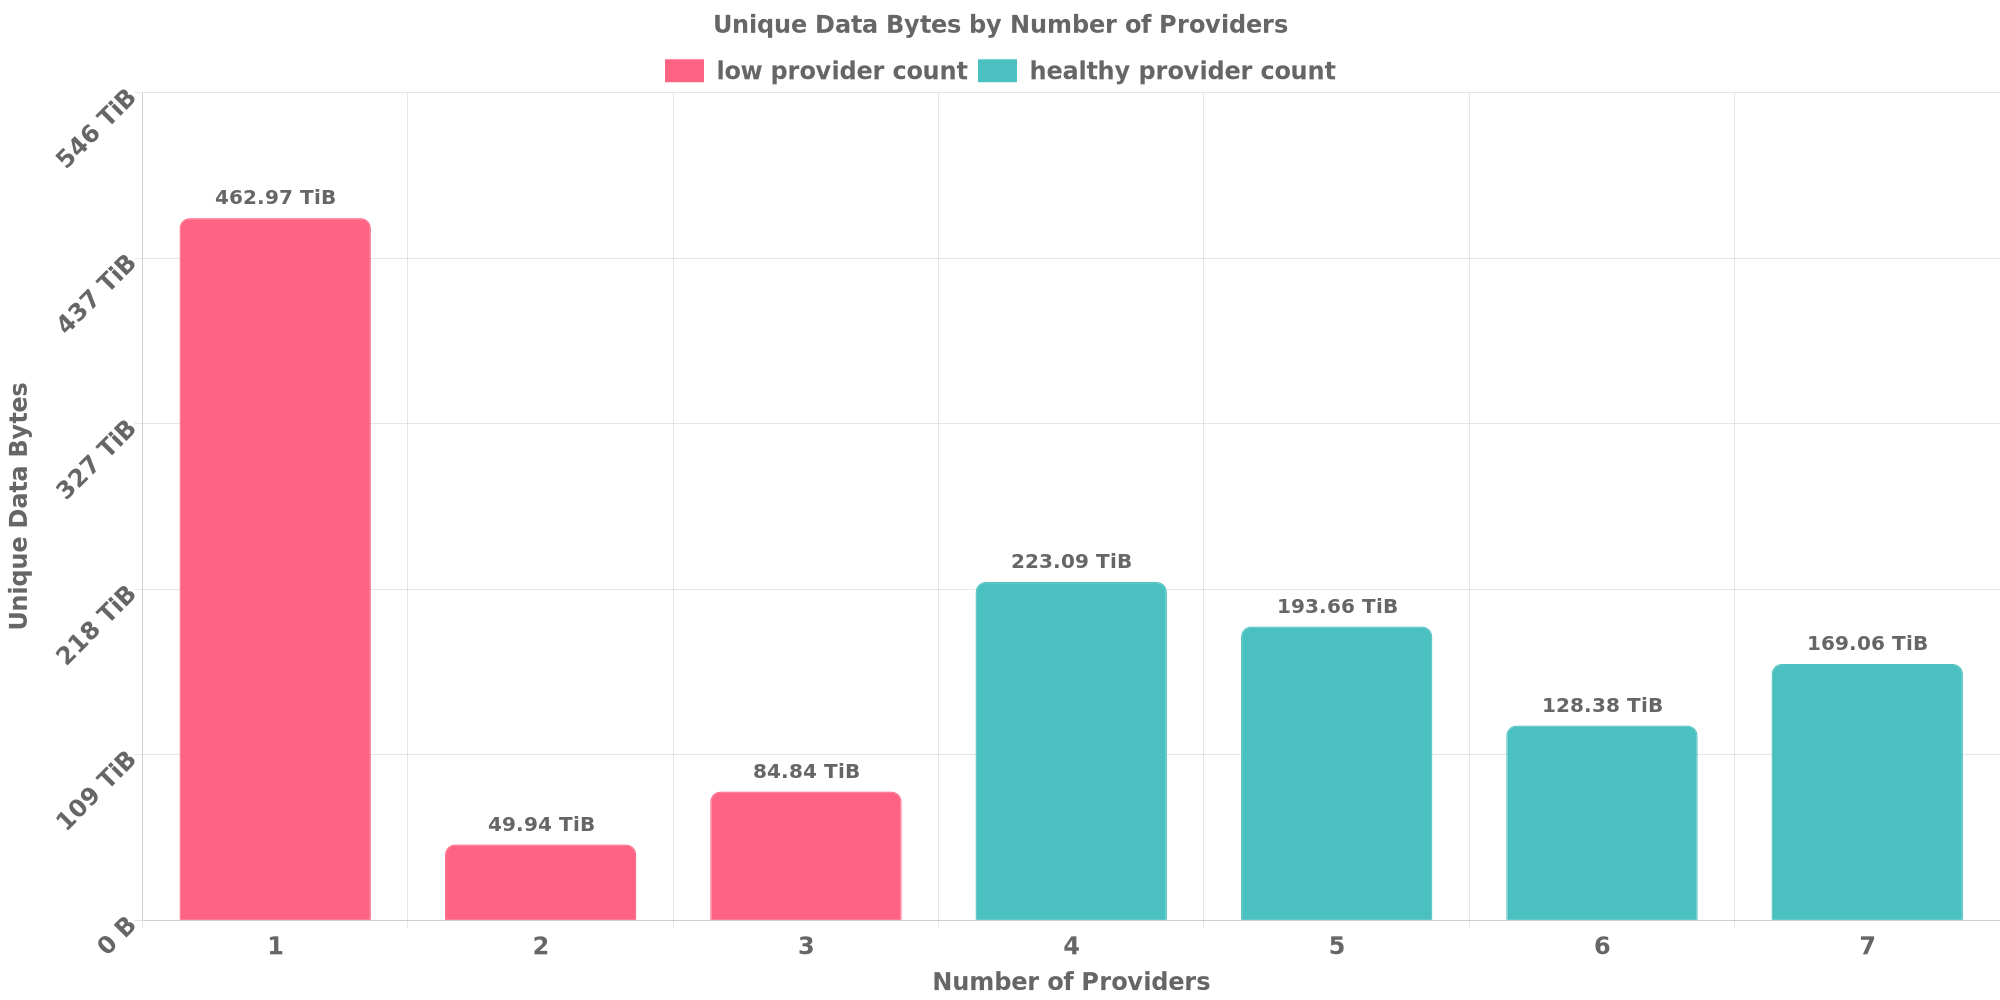 Unique Data Bytes by Number of Providers
low provider count healthy provider count
546 TiB
437 TiB
327 TiB
218 TiB
109 TiB
0 B
Unique Data Bytes
462.97 TiB
49.94 TiB
84.84 TiB
223.09 TiB
193.66 TiB
128.38 TiB
169.06 TiB
1 2 3 4 5 6 7
Number of Providers